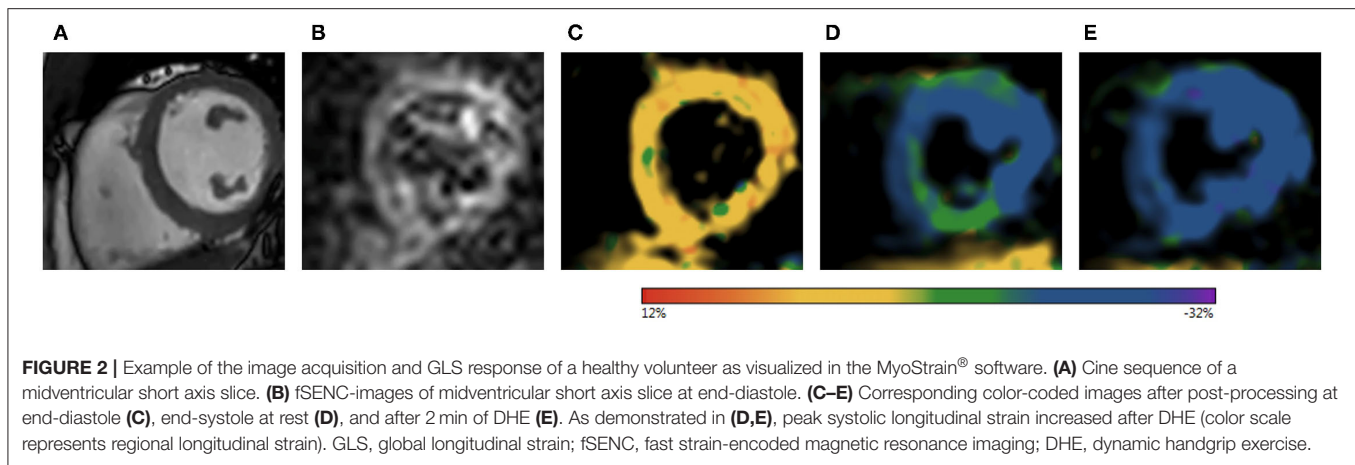 A
B
C
D
E
12%
-32%
FIGURE 2 | Example of the image acquisition and GLS response of a healthy volunteer as visualized in the MyoStrain® software. (A) Cine sequence of a
midventricular short axis slice. (B) fSENC-images of midventricular short axis slice at end-diastole. (C–E) Corresponding color-coded images after post-processing at
end-diastole (C), end-systole at rest (D), and after 2 min of DHE (E). As demonstrated in (D,E), peak systolic longitudinal strain increased after DHE (color scale
represents regional longitudinal strain). GLS, global longitudinal strain; fSENC, fast strain-encoded magnetic resonance imaging; DHE, dynamic handgrip exercise.